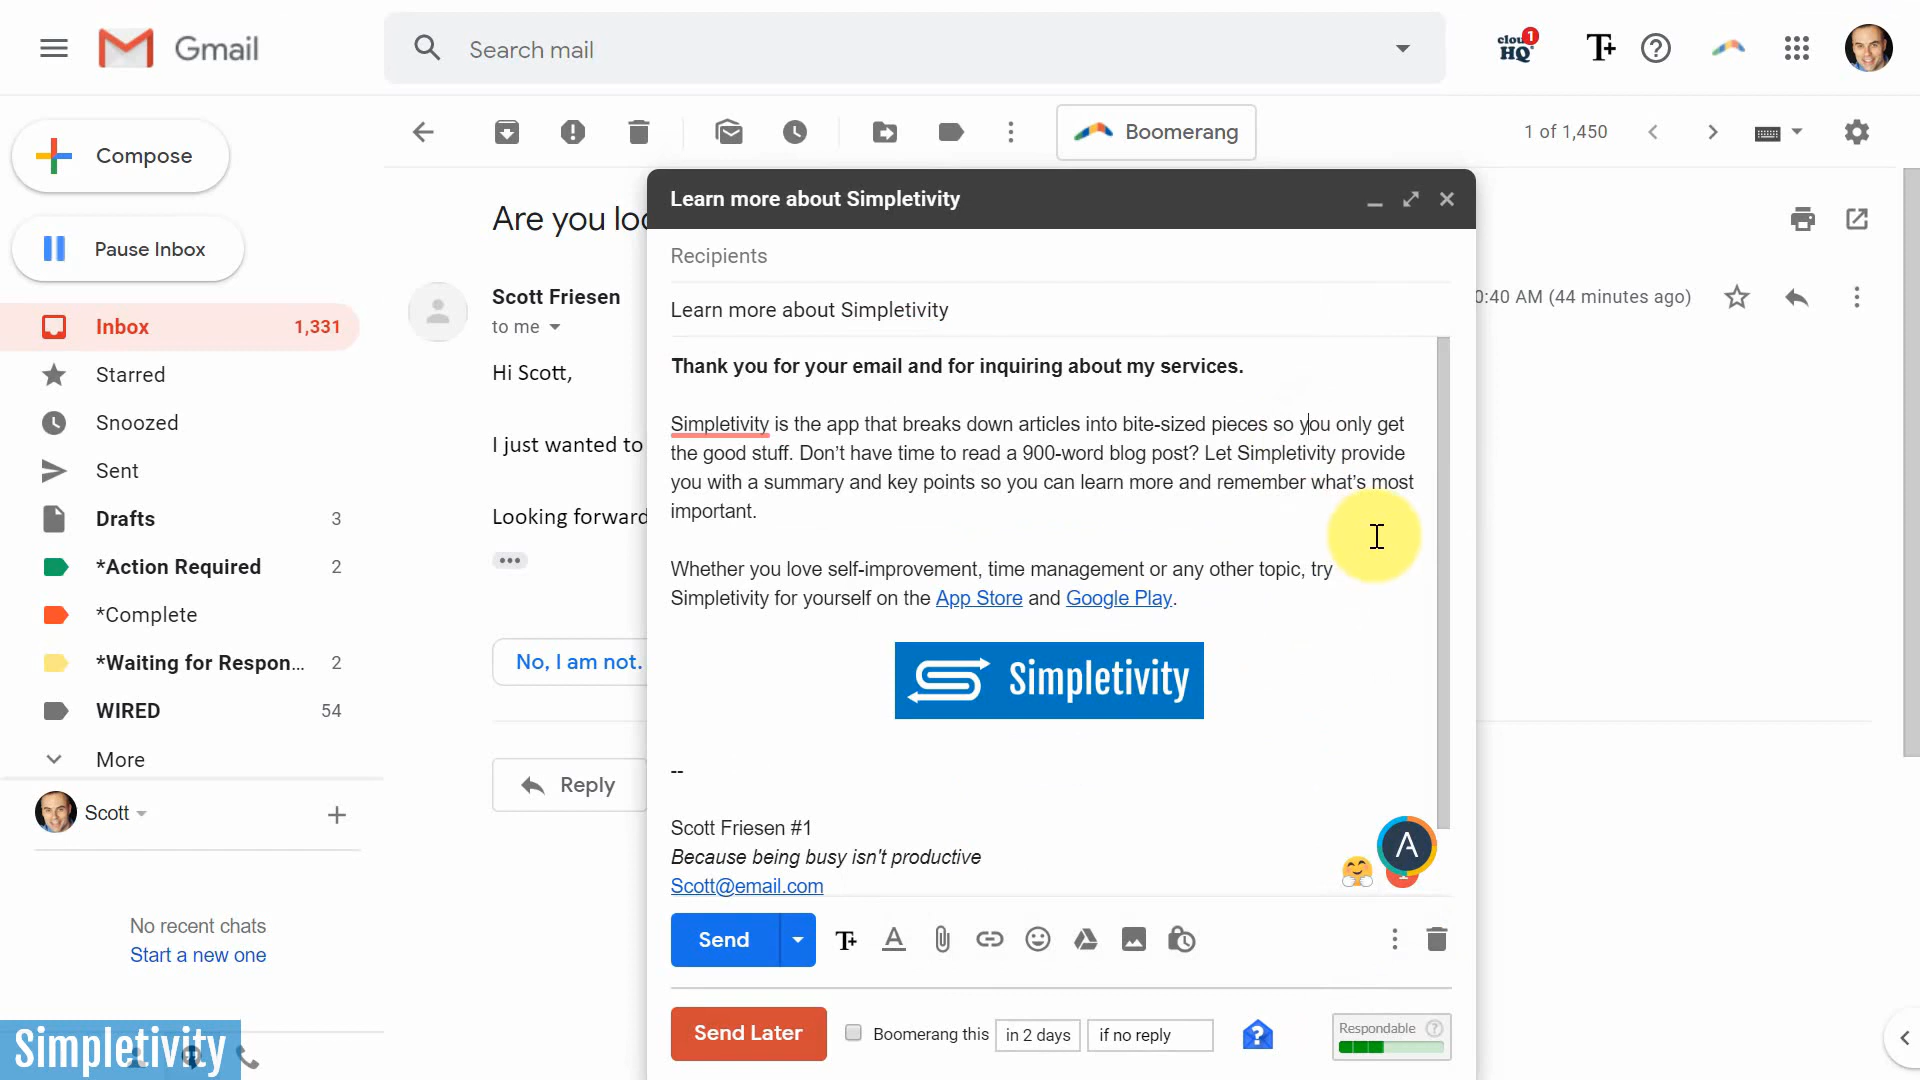 Gmail
Search mail
cloud HQ
1
Compose
Boomerang
1 of 1,450
Pause Inbox
Inbox 1,331
Starred
Snoozed
Sent
Drafts 3
*Action Required 2
*Complete
*Waiting for Respon... 2
WIRED 54
More
Scott
No recent chats
Start a new one
Simpletivity
Are you loo
Scott Friesen
to me
0:40 AM (44 minutes ago)
Hi Scott,
I just wanted to
Looking forward
No, I am not.
Reply
Learn more about Simpletivity
Recipients
Learn more about Simpletivity
Thank you for your email and for inquiring about my services.
Simpletivity is the app that breaks down articles into bite-sized pieces so you only get
the good stuff. Don’t have time to read a 900-word blog post? Let Simpletivity provide
you with a summary and key points so you can learn more and remember what’s most
important.
Whether you love self-improvement, time management or any other topic, try
Simpletivity for yourself on the App Store and Google Play.
Simpletivity
--
Scott Friesen #1
Because being busy isn't productive
Scott@email.com
A
Send
Send Later
Boomerang this in 2 days if no reply
Respondable